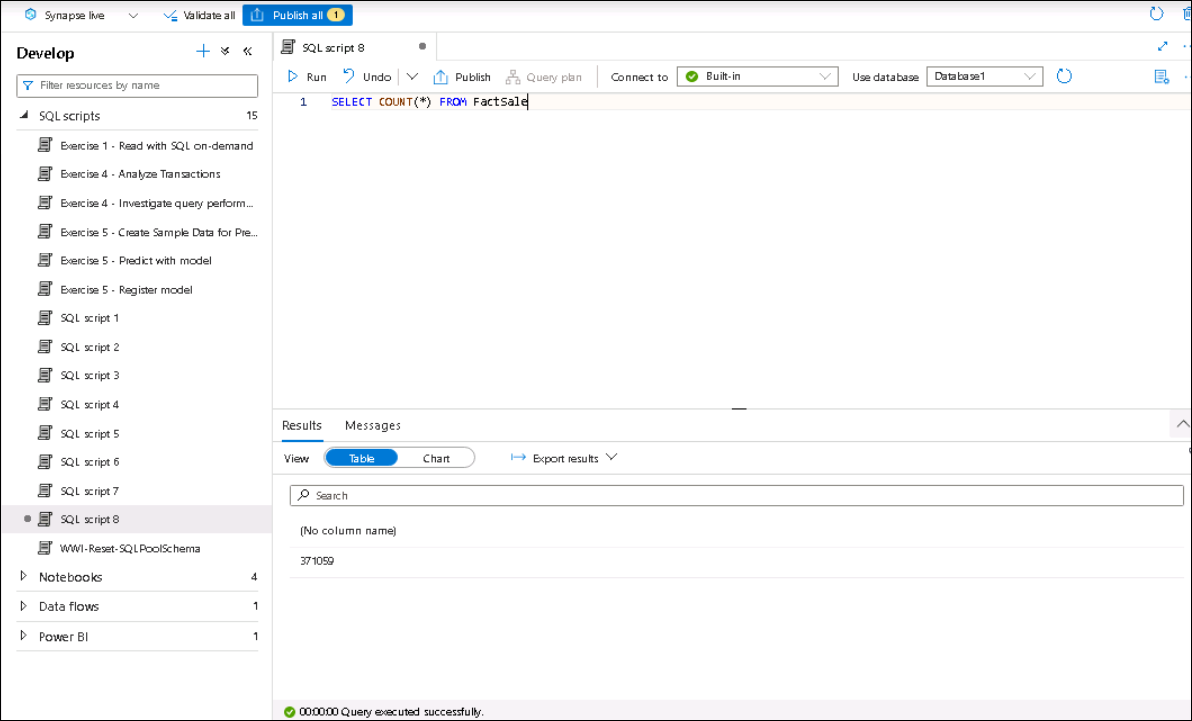 Synapse live Validate all Publish all 1
Develop
Filter resources by name
SQL scripts 15
Exercise 1 - Read with SQL on-demand
Exercise 4 - Analyze Transactions
Exercise 4 - Investigate query perform...
Exercise 5 - Create Sample Data for Pre...
Exercise 5 - Predict with model
Exercise 5 - Register model
SQL script 1
SQL script 2
SQL script 3
SQL script 4
SQL script 5
SQL script 6
SQL script 7
SQL script 8
WWI-Reset-SQLPoolSchema
Notebooks 4
Data flows 1
Power BI 1
SQL script 8
Run Undo Publish Query plan Connect to Built-in Use database Database1
1 SELECT COUNT(*) FROM FactSale
Results Messages
View Table Chart Export results
Search
(No column name)
371059
00:00:00 Query executed successfully.